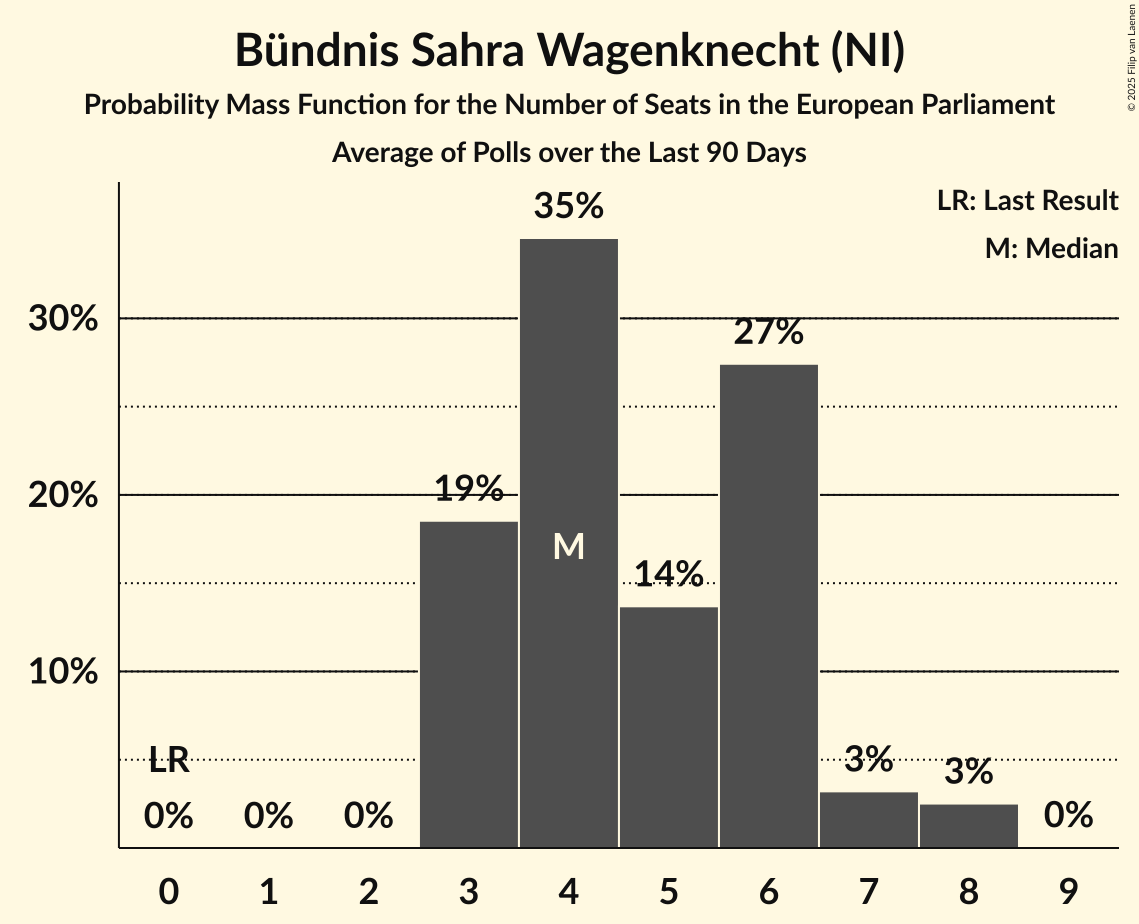 Bündnis Sahra Wagenknecht (NI)
Probability Mass Function for the Number of Seats in the European Parliament
Average of Polls over the Last 90 Days
© 2025 Filip van Laenen
LR: Last Result
M: Median
35%
30%
27%
20%
19%
M
14%
10%
LR
3%
3%
0%
0%
0%
0%
0 1 2 3 4 5 6 7 8 9